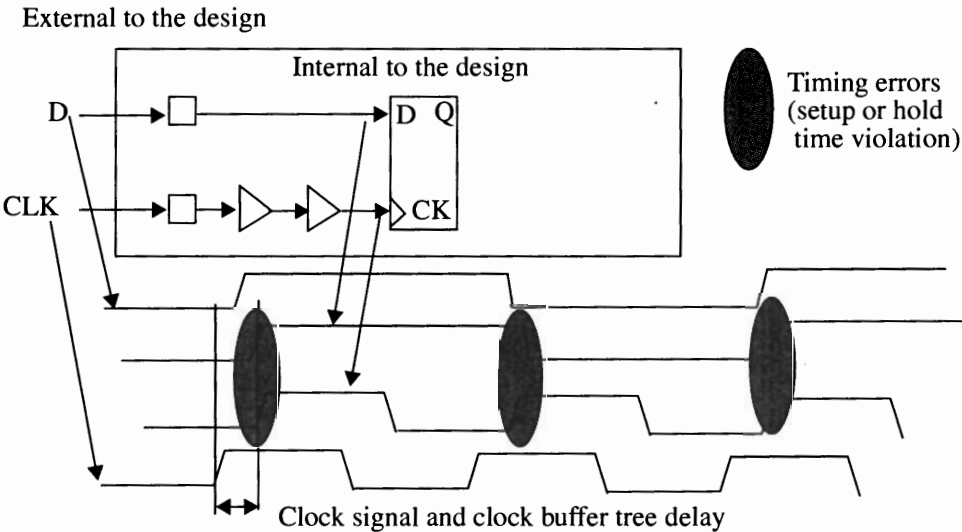 External to the design
Internal to the design
D
D Q
CLK
CK
Timing errors
(setup or hold
time violation)
Clock signal and clock buffer tree delay